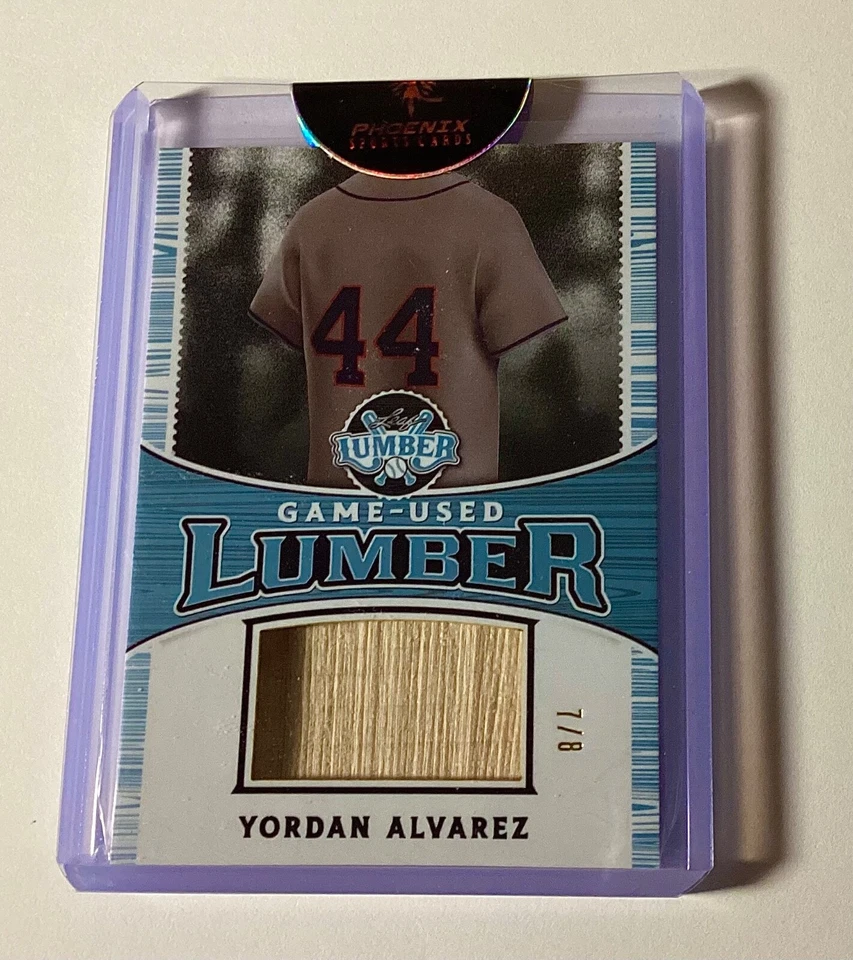 PHOENIX
SPORTS CARDS
44
Leaf
LUMBER
GAME-USED
LUMBER
7/8
YORDAN ALVAREZ